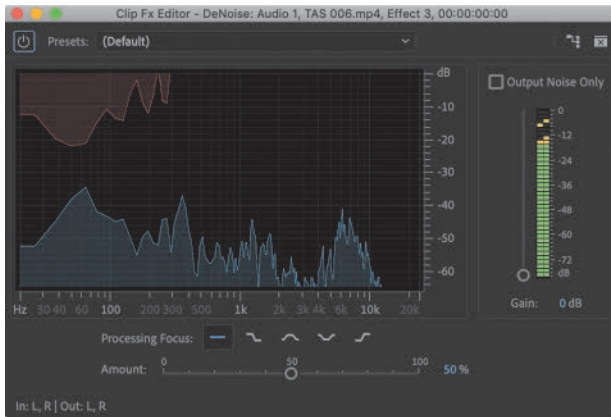 Clip Fx Editor - DeNoise: Audio 1, TAS 006.mp4, Effect 3, 00:00:00:00
Presets: (Default)
dB
-10
-20
-30
-40
-50
-60
Hz 30 40 60 100 200 300 500 1k 2k 3k 4k 6k 10k 20k
Output Noise Only
0
-12
-24
-36
-48
-60
-72
dB
Gain: 0 dB
Processing Focus:
Amount: 0 50 100 50 %
In: L, R | Out: L, R